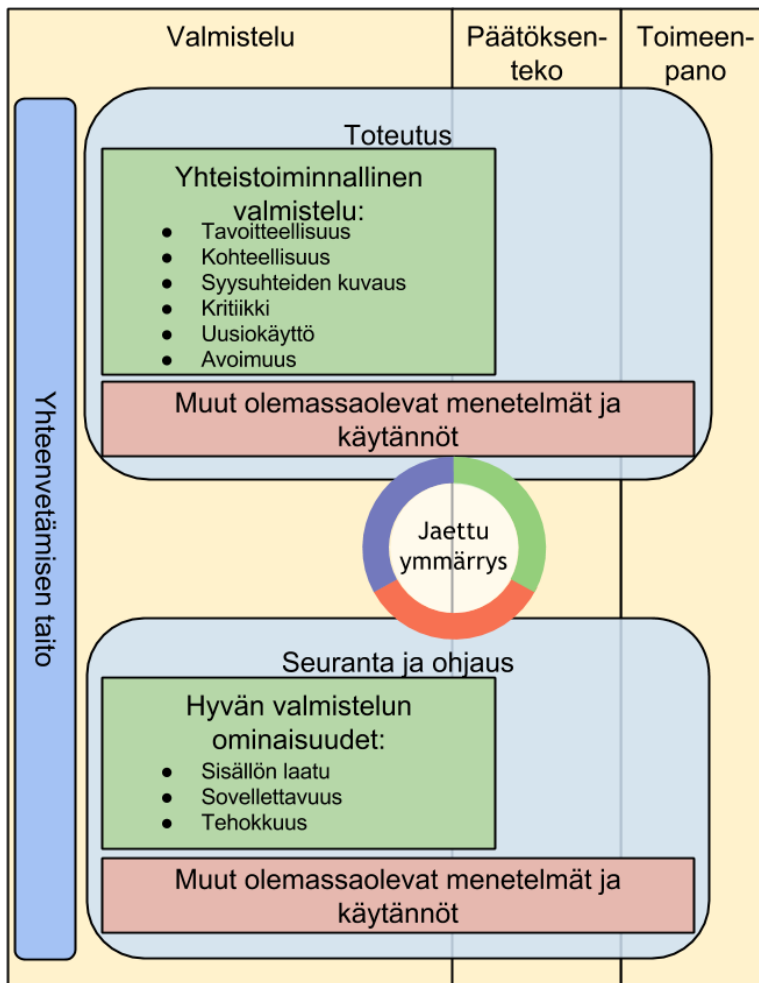 Valmistelu
Päätöksen-
teko
Toimeen-
pano
Yhteenvetämisen taito
Toteutus
Yhteistoiminnallinen
valmistelu:
● Tavoitteellisuus
● Kohteellisuus
● Syysuhteiden kuvaus
● Kritiikki
● Uusiokäyttö
● Avoimuus
Muut olemassaolevat menetelmät ja
käytännöt
Jaettu
ymmärrys
Seuranta ja ohjaus
Hyvän valmistelun
ominaisuudet:
● Sisällön laatu
● Sovellettavuus
● Tehokkuus
Muut olemassaolevat menetelmät ja
käytännöt